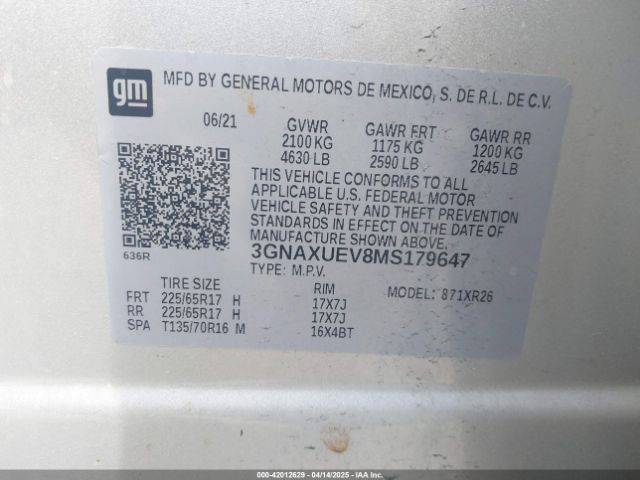 gm
MFD BY GENERAL MOTORS DE MEXICO, S. DE R.L. DE C.V.
06/21 GVWR GAWR FRT GAWR RR
2100 KG 1175 KG 1200 KG
4630 LB 2590 LB 2645 LB
THIS VEHICLE CONFORMS TO ALL
APPLICABLE U.S. FEDERAL MOTOR
VEHICLE SAFETY AND THEFT PREVENTION
STANDARDS IN EFFECT ON THE DATE OF
MANUFACTURE SHOWN ABOVE.
636R 3GNAXUEV8MS179647
TYPE: M.P.V.
TIRE SIZE RIM MODEL: 871XR26
FRT 225/65R17 H 17X7J
RR 225/65R17 H 17X7J
SPA T135/70R16 M 16X4BT
000-42012629 - 04/14/2025 - IAAI.COM